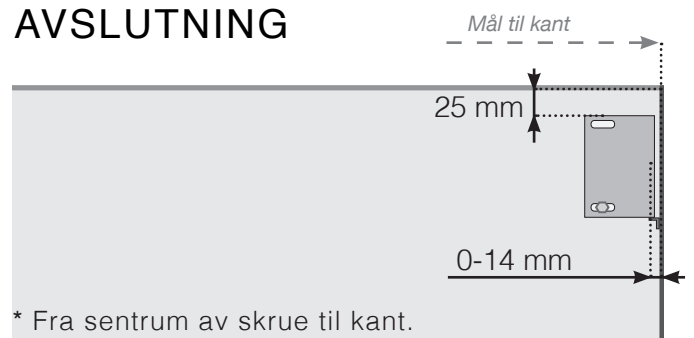 AVSLUTNING
Mål til kant
25 mm
0-14 mm
* Fra sentrum av skrue til kant.